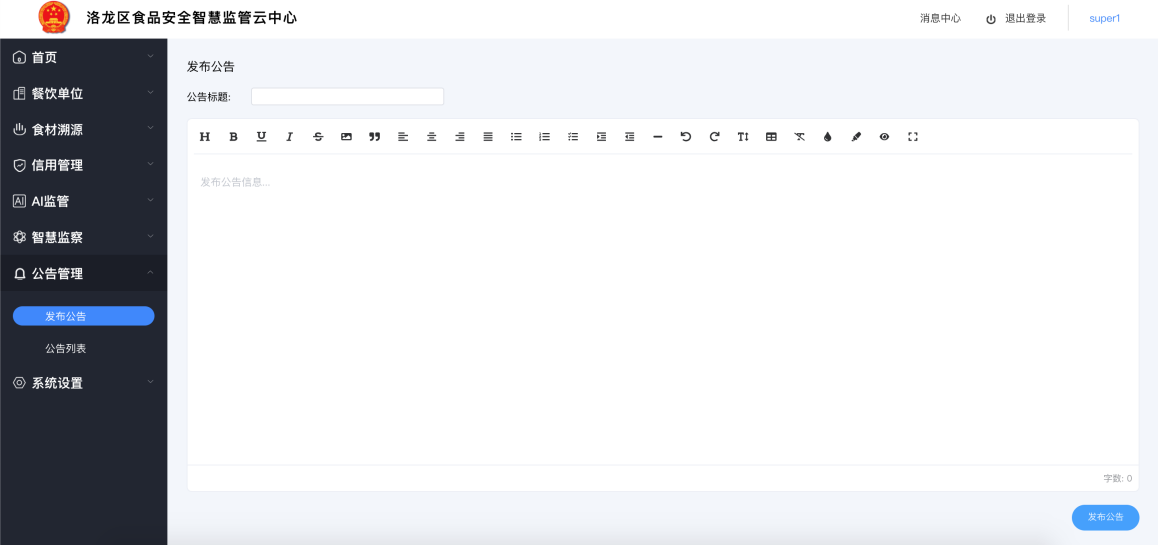 洛龙区食品安全智慧监管云中心
消息中心 退出登录 super1
首页
餐饮单位
食材溯源
信用管理
AI AI监管
智慧监察
公告管理
发布公告
公告列表
系统设置
发布公告
公告标题:
H B U I S T
发布公告信息...
字数: 0
发布公告